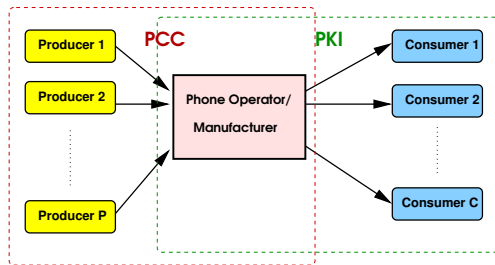 PCC
PKI
Producer 1
Producer 2
Producer P
Phone Operator/
Manufacturer
Consumer 1
Consumer 2
Consumer C